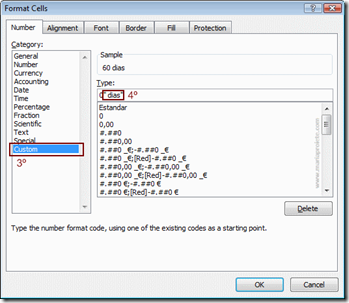 Format Cells
Number
Alignment
Font
Border
Fill
Protection
Category:
General
Number
Currency
Accounting
Date
Time
Percentage
Fraction
Scientific
Text
Special
Custom
3º
Sample
60 dias
Type:
0" dias"
4º
Estandar
0
0,00
#.##0
#.##0,00
#.##0 _€;-#.##0 _€
#.##0 _€;[Red]-#.##0 _€
#.##0,00 _€;-#.##0,00 _€
#.##0,00 _€;[Red]-#.##0,00 _€
#.##0 €;-#.##0 €
#.##0 €;[Red]-#.##0 €
Delete
Type the number format code, using one of the existing codes as a starting point.
OK
Cancel